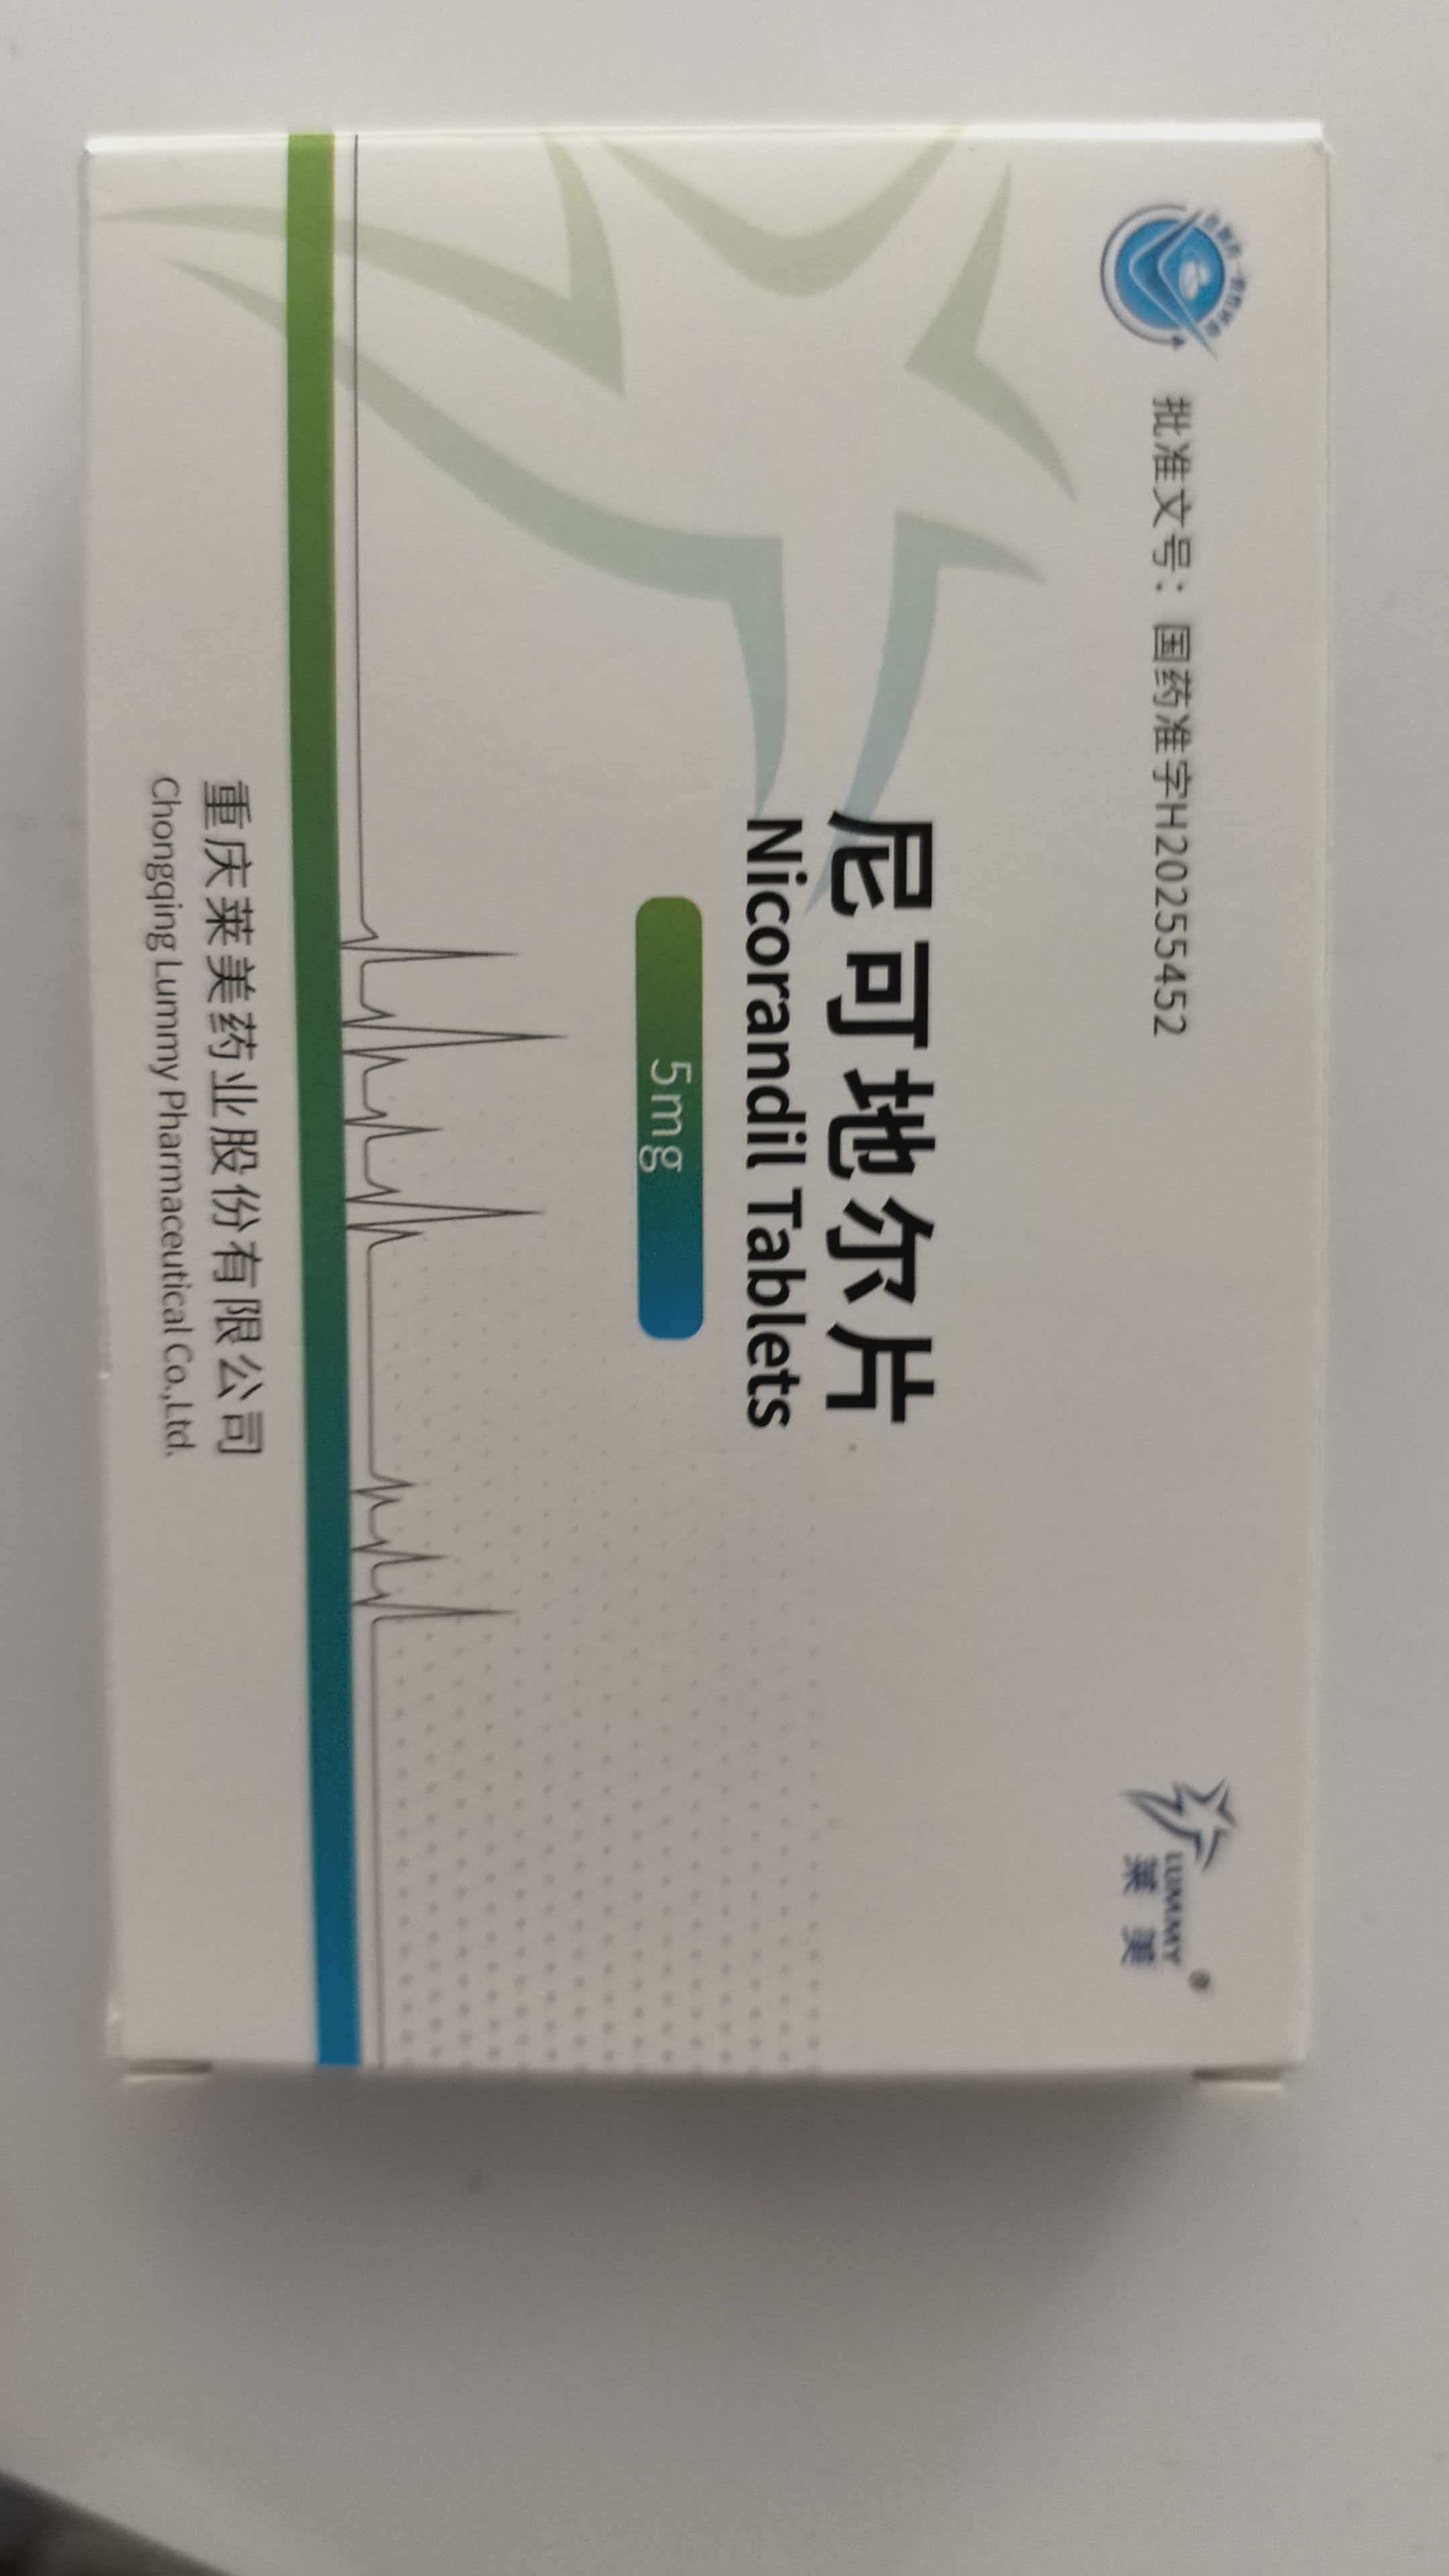 批准文号：国药准字H20255452
LUMMY
莱美
®
尼可地尔片
Nicorandil Tablets
5mg
重庆莱美药业股份有限公司
Chongqing Lummy Pharmaceutical Co.,Ltd.